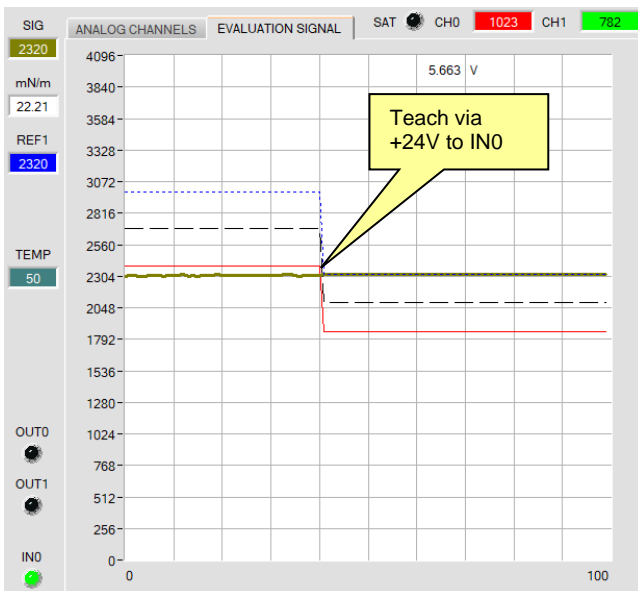 SIG
2320
mN/m
22.21
REF1
2320
TEMP
50
OUT0
OUT1
IN0
ANALOG CHANNELS
EVALUATION SIGNAL
SAT
CH0
1023
CH1
782
5.663 V
Teach via
+24V to IN0
4096
3840
3584
3328
3072
2816
2560
2304
2048
1792
1536
1280
1024
768
512
256
0
0
100